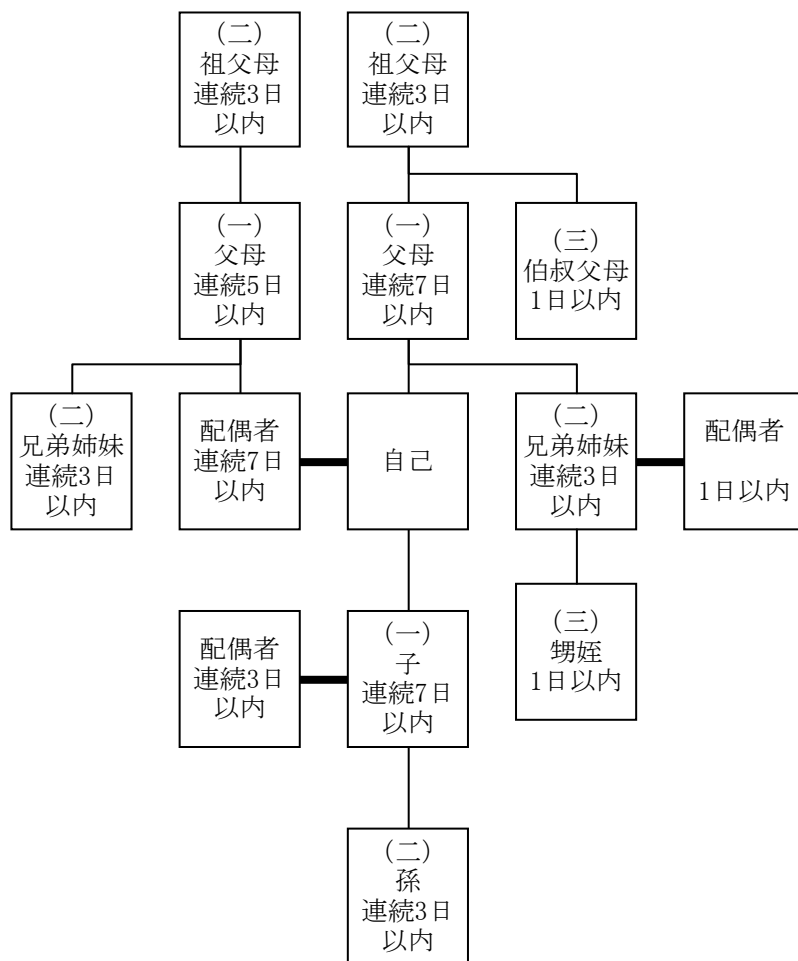 (二)
祖父母
連続3日
以内
(二)
祖父母
連続3日
以内
(一)
父母
連続5日
以内
(一)
父母
連続7日
以内
(三)
伯叔父母
1日以内
(二)
兄弟姉妹
連続3日
以内
配偶者
連続7日
以内
自己
(二)
兄弟姉妹
連続3日
以内
配偶者
1日以内
配偶者
連続3日
以内
(一)
子
連続7日
以内
(三)
甥姪
1日以内
(二)
孫
連続3日
以内